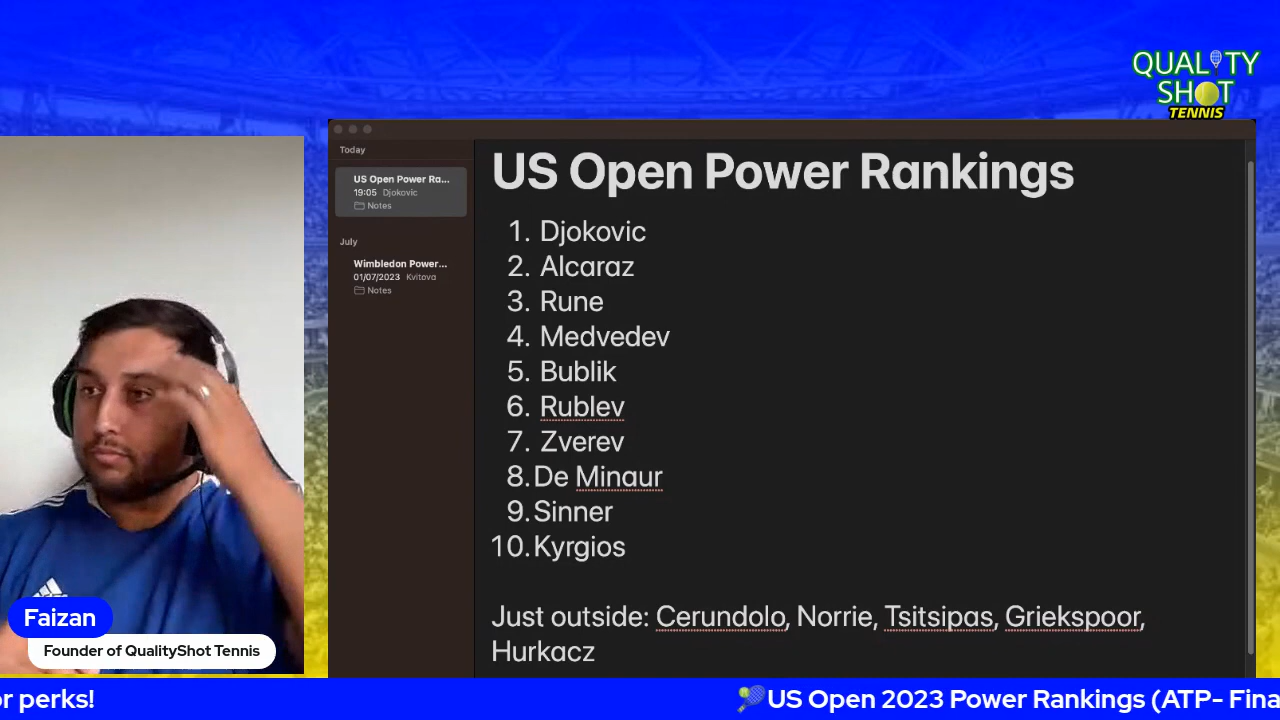 QUALITY
SHOT
TENNIS
Today
US Open Power Ra...
19:05 Djokovic
Notes
July
Wimbledon Power...
01/07/2023 Kvitova
Notes
US Open Power Rankings
1. Djokovic
2. Alcaraz
3. Rune
4. Medvedev
5. Bublik
6. Rublev
7. Zverev
8. De Minaur
9. Sinner
10. Kyrgios
Just outside: Cerundolo, Norrie, Tsitsipas, Griekspoor,
Hurkacz
Faizan
Founder of QualityShot Tennis
or perks!
🎾US Open 2023 Power Rankings (ATP- Fina